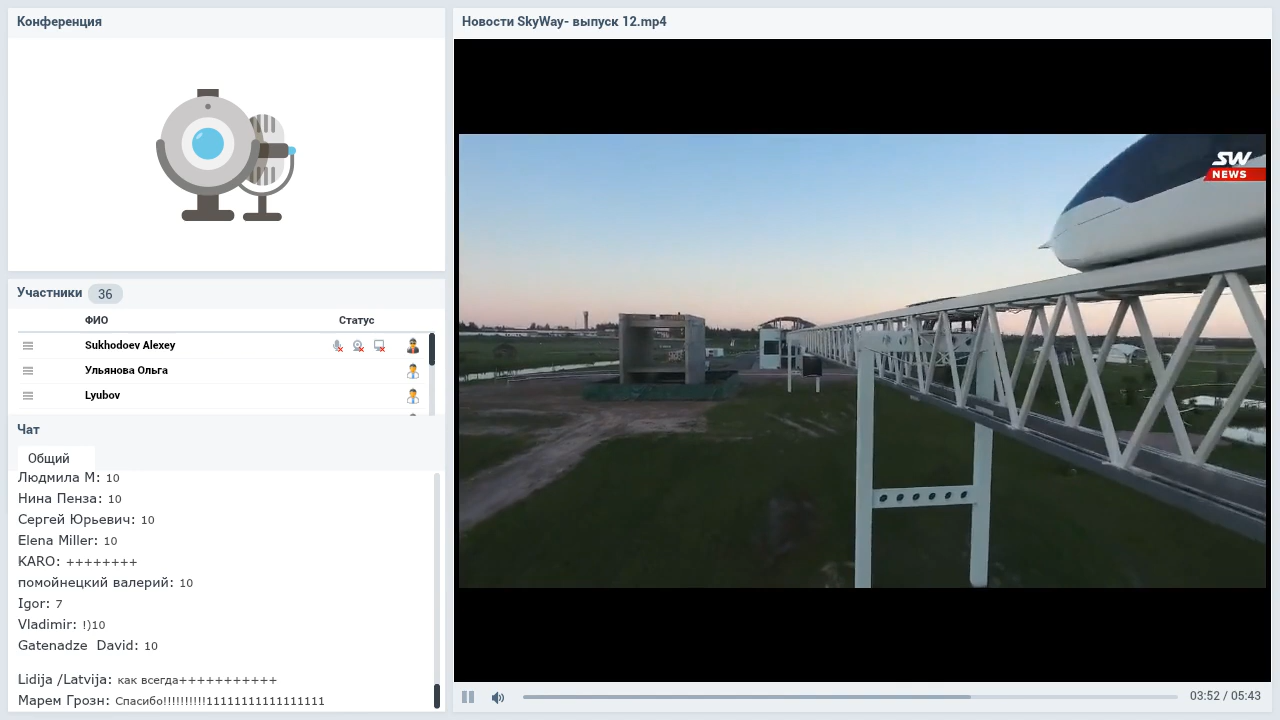 Конференция
Участники 36
ФИО Статус
Sukhodoev Alexey
Ульянова Ольга
Lyubov
Чат
Общий
Людмила М: 10
Нина Пенза: 10
Сергей Юрьевич: 10
Elena Miller: 10
KARO: ++++++++
помойнецкий валерий: 10
Igor: 7
Vladimir: !)10
Gatenadze  David: 10
Lidija /Latvija: как всегда+++++++++++
Марем Грозн: Спасибо!!!!!!!!!!11111111111111111
Новости SkyWay- выпуск 12.mp4
SW
NEWS
03:52 / 05:43